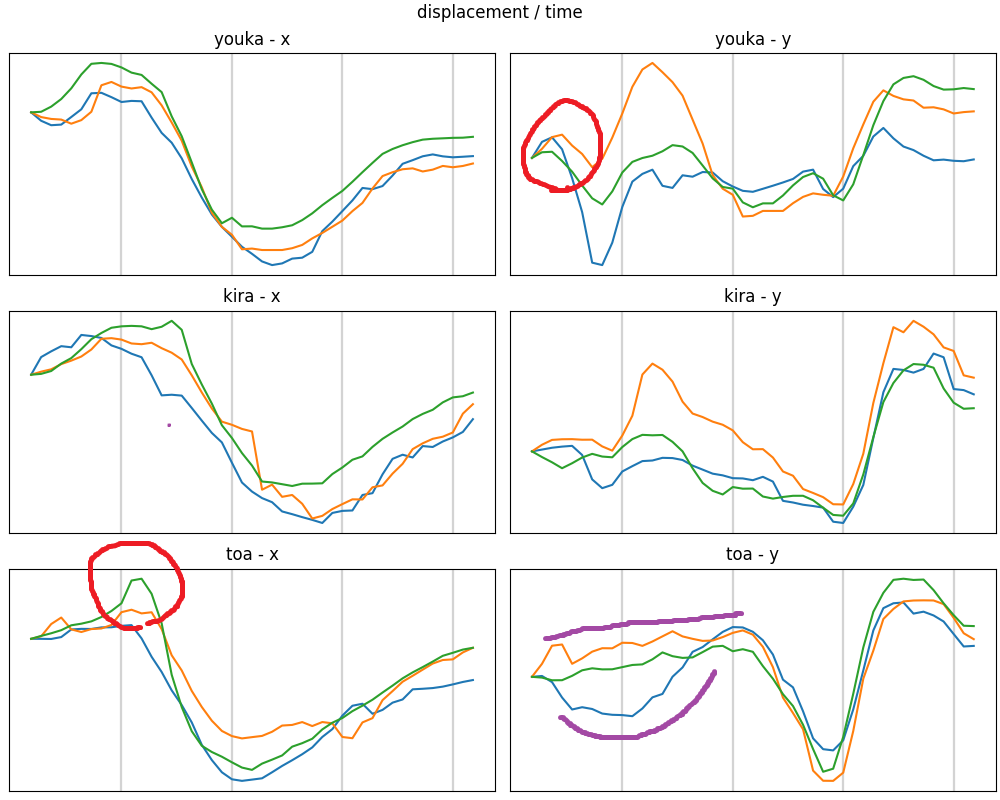 displacement / time
youka - x
youka - y
kira - x
kira - y
toa - x
toa - y